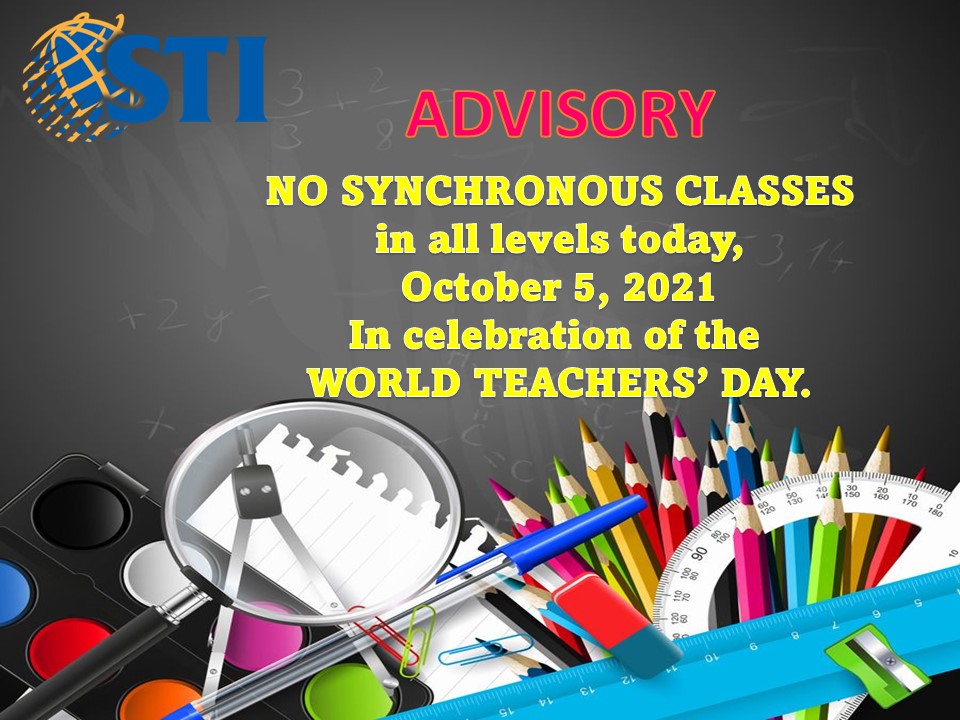 STI
ADVISORY
NO SYNCHRONOUS CLASSES
in all levels today,
October 5, 2021
In celebration of the
WORLD TEACHERS’ DAY.